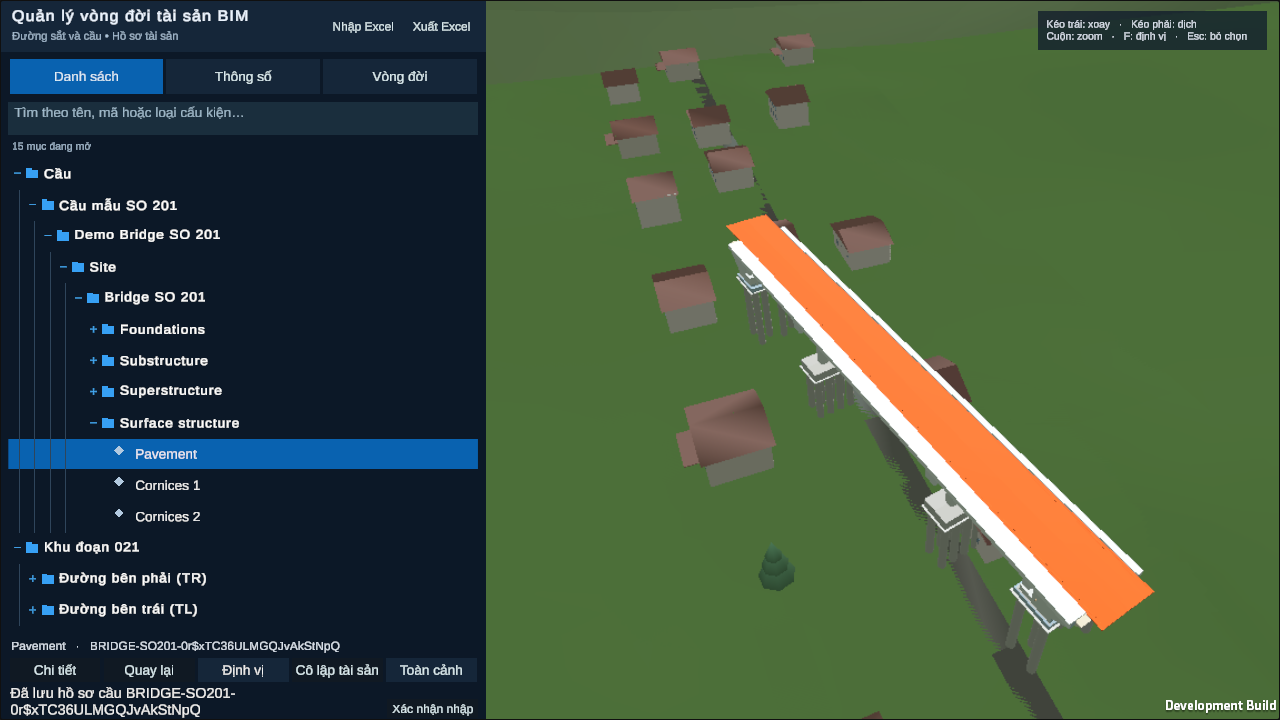 Quản lý vòng đời tài sản BIM
Đường sắt và cầu • Hồ sơ tài sản
Nhập Excel
Xuất Excel
Danh sách
Thông số
Vòng đời
Tìm theo tên, mã hoặc loại cấu kiện...
15 mục đang mở
Cầu
Cầu mẫu SO 201
Demo Bridge SO 201
Site
Bridge SO 201
Foundations
Substructure
Superstructure
Surface structure
Pavement
Cornices 1
Cornices 2
Khu đoạn 021
Đường bên phải (TR)
Đường bên trái (TL)
Pavement · BRIDGE-SO201-0r$xTC36ULMGQJvAkStNpQ
Chi tiết
Quay lại
Định vị
Cô lập tài sản
Toàn cảnh
Đã lưu hồ sơ cầu BRIDGE-SO201-
0r$xTC36ULMGQJvAkStNpQ
Xác nhận nhập
Kéo trái: xoay · Kéo phải: dịch
Cuộn: zoom · F: định vị · Esc: bỏ chọn
Development Build